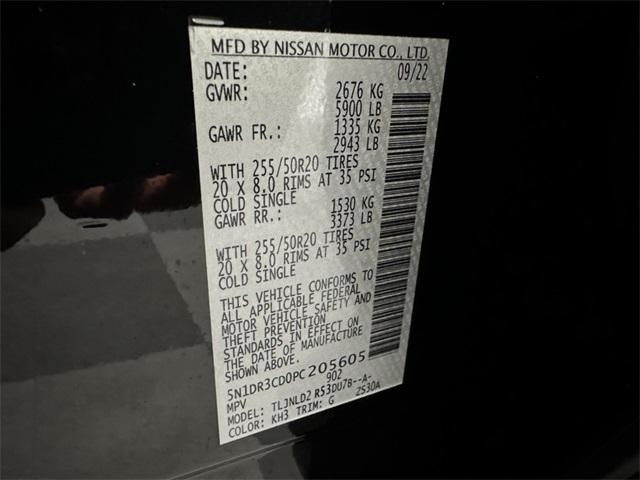 MFD BY NISSAN MOTOR CO., LTD.
DATE: 09/22
GVWR: 2676 KG
5900 LB
GAWR FR.: 1335 KG
2943 LB
WITH 255/50R20 TIRES
20 X 8.0 RIMS AT 35 PSI
COLD SINGLE
GAWR RR.: 1530 KG
3373 LB
WITH 255/50R20 TIRES
20 X 8.0 RIMS AT 35 PSI
COLD SINGLE
THIS VEHICLE CONFORMS TO
ALL APPLICABLE FEDERAL
MOTOR VEHICLE SAFETY AND
THEFT PREVENTION
STANDARDS IN EFFECT ON
THE DATE OF MANUFACTURE
SHOWN ABOVE.
5N1DR3CD0PC205605
MPV 902
MODEL: TLJNLD2 R53DU7B--A-
COLOR: KH3 TRIM: G 2530A